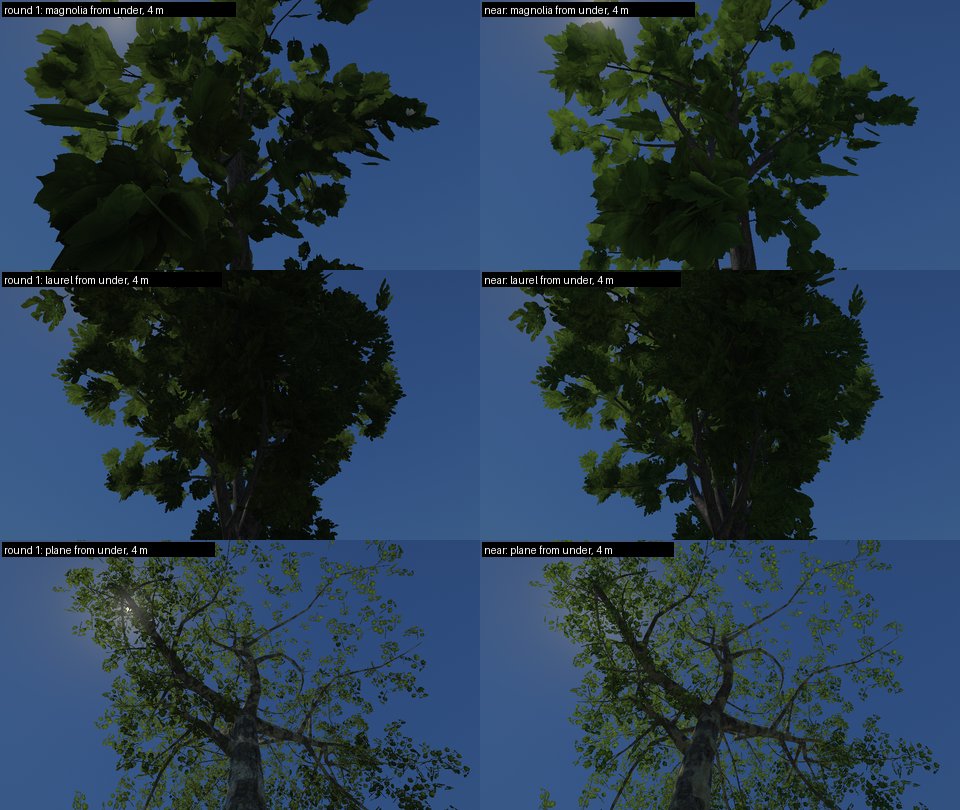 round 1: magnolia from under, 4 m
near: magnolia from under, 4 m
round 1: laurel from under, 4 m
near: laurel from under, 4 m
round 1: plane from under, 4 m
near: plane from under, 4 m